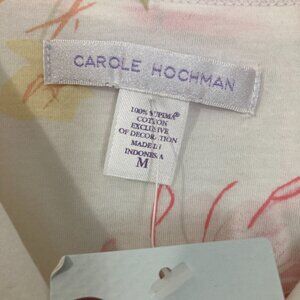 CAROLE HOCHMAN
100% SUPIMA®
COTTON
EXCLUSIVE
OF DECORATION
MADE IN
INDONESIA
M